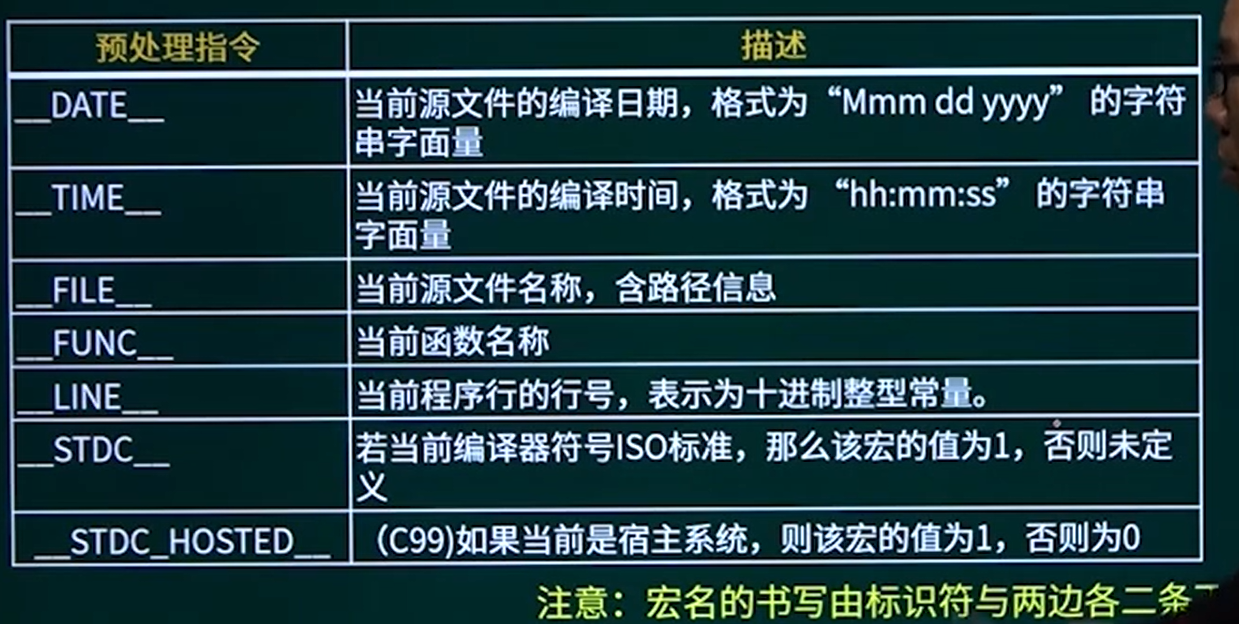 预处理指令 描述
__DATE__ 当前源文件的编译日期，格式为“Mmm dd yyyy” 的字符
串字面量
__TIME__ 当前源文件的编译时间，格式为 “hh:mm:ss” 的字符串
字面量
__FILE__ 当前源文件名称，含路径信息
__FUNC__ 当前函数名称
__LINE__ 当前程序行的行号，表示为十进制整型常量。
__STDC__ 若当前编译器符号ISO标准，那么该宏的值为1，否则未定
义
__STDC_HOSTED__ （C99)如果当前是宿主系统，则该宏的值为1，否则为0
注意：宏名的书写由标识符与两边各二条